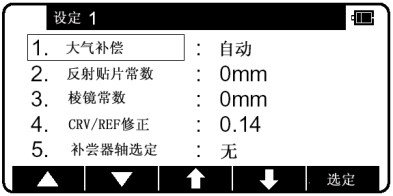 设定 1
1. 大气补偿 : 自动
2. 反射贴片常数 : 0mm
3. 棱镜常数 : 0mm
4. CRV/REF修正 : 0.14
5. 补尝器轴选定 : 无
选定